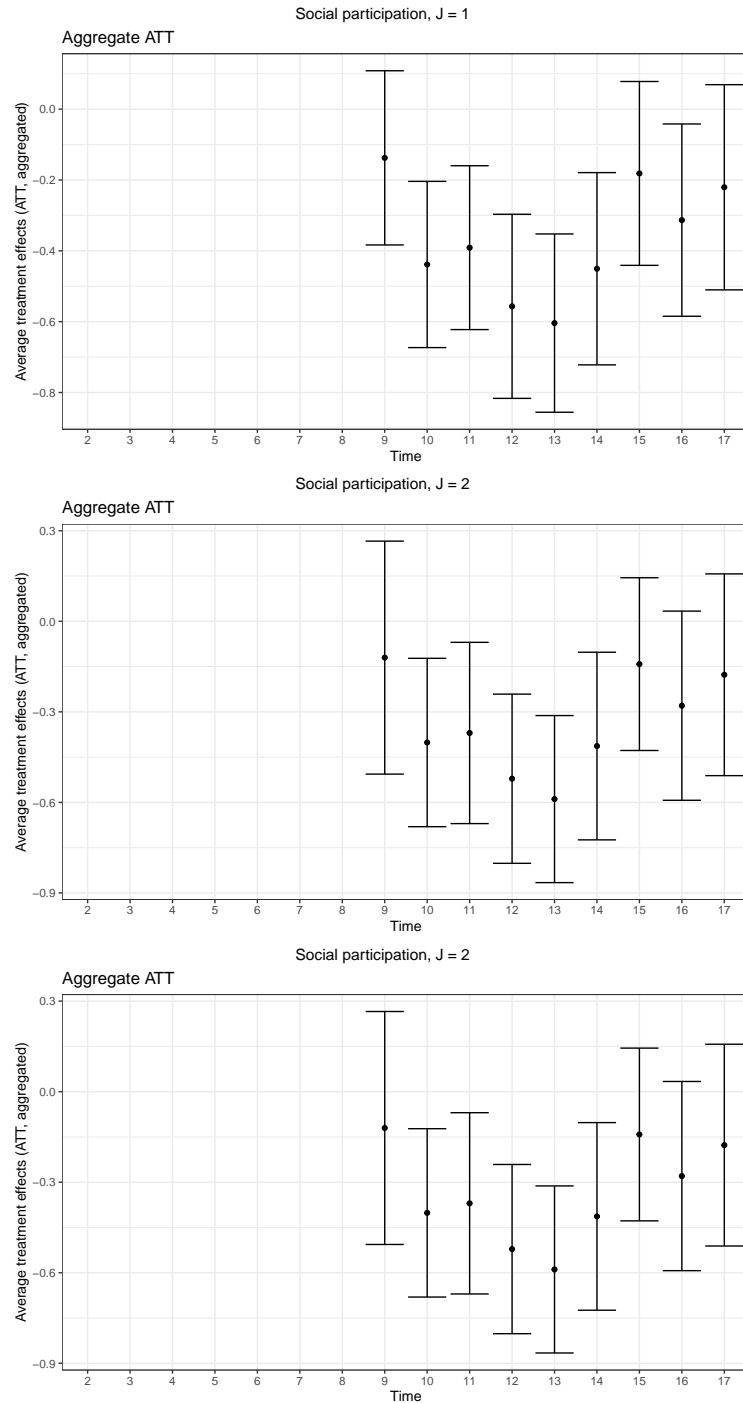 Social participation, J = 1
Aggregate ATT
Average treatment effects (ATT, aggregated)
0.0
−0.2
−0.4
−0.6
−0.8
2 3 4 5 6 7 8 9 10 11 12 13 14 15 16 17
Time
Social participation, J = 2
Aggregate ATT
Average treatment effects (ATT, aggregated)
0.3
0.0
−0.3
−0.6
−0.9
2 3 4 5 6 7 8 9 10 11 12 13 14 15 16 17
Time
Social participation, J = 2
Aggregate ATT
Average treatment effects (ATT, aggregated)
0.3
0.0
−0.3
−0.6
−0.9
2 3 4 5 6 7 8 9 10 11 12 13 14 15 16 17
Time